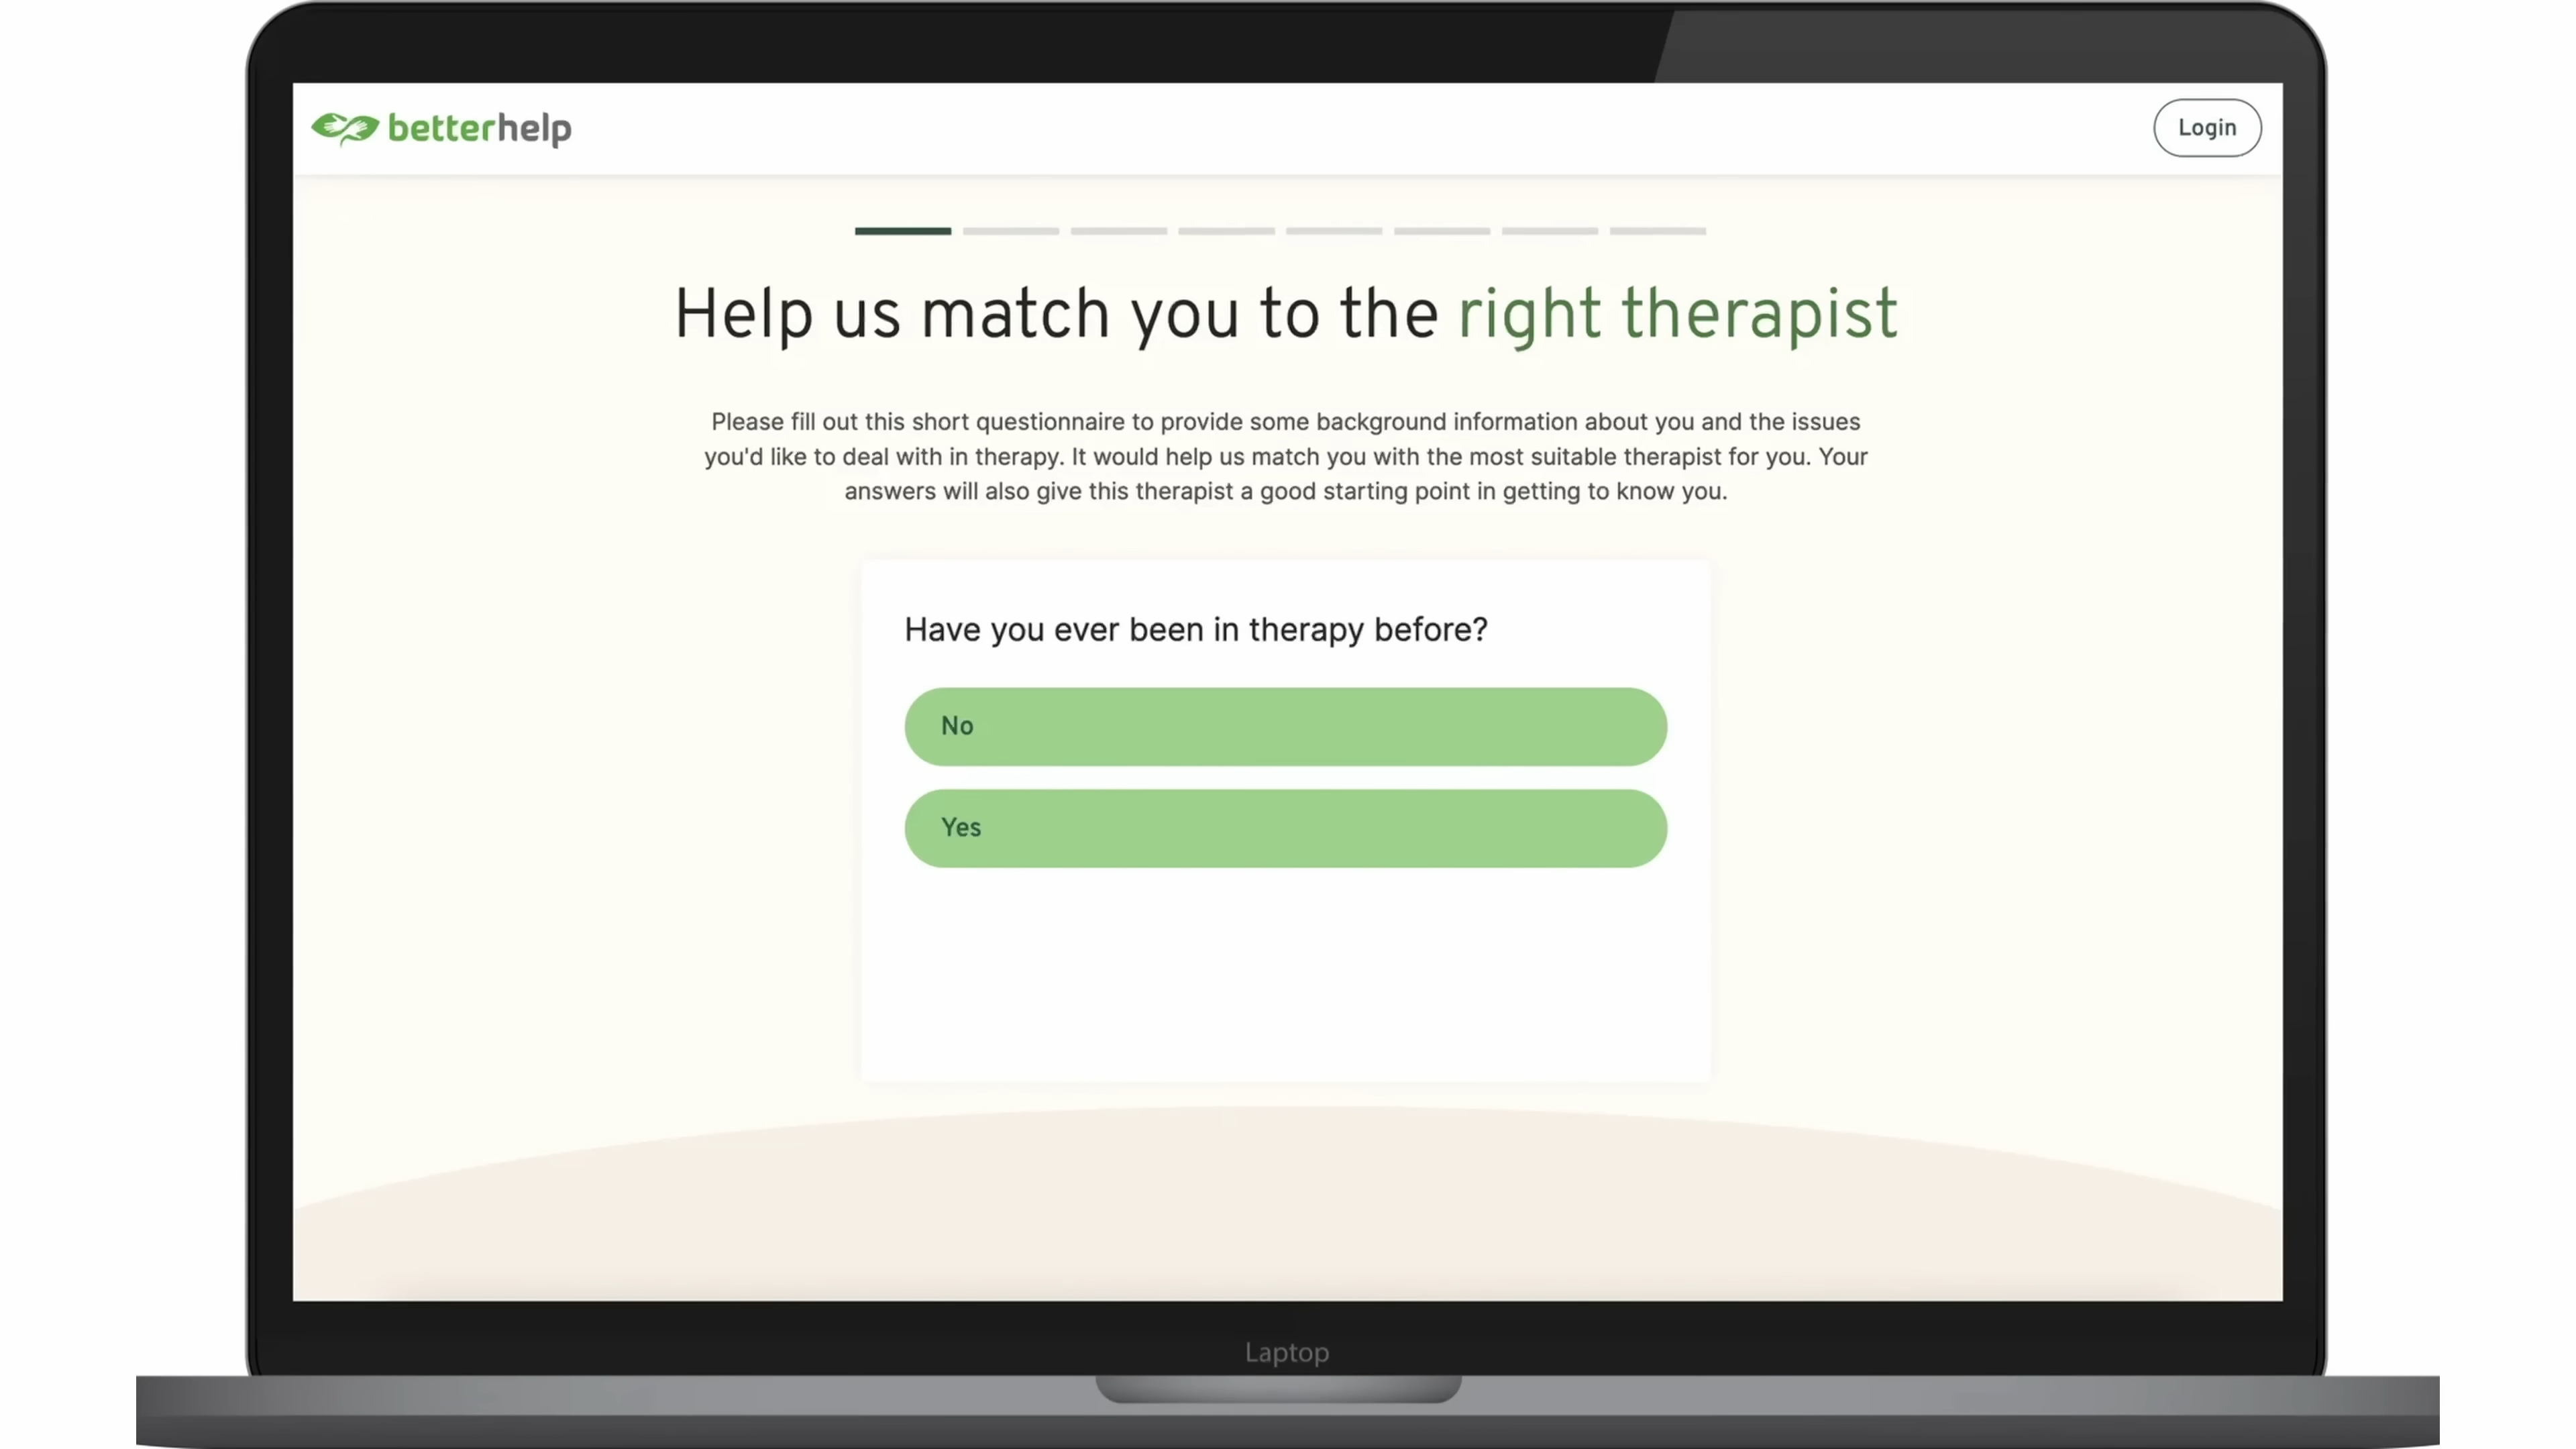 betterhelp
Login
Help us match you to the right therapist
Please fill out this short questionnaire to provide some background information about you and the issues
you'd like to deal with in therapy. It would help us match you with the most suitable therapist for you. Your
answers will also give this therapist a good starting point in getting to know you.
Have you ever been in therapy before?
No
Yes
Laptop